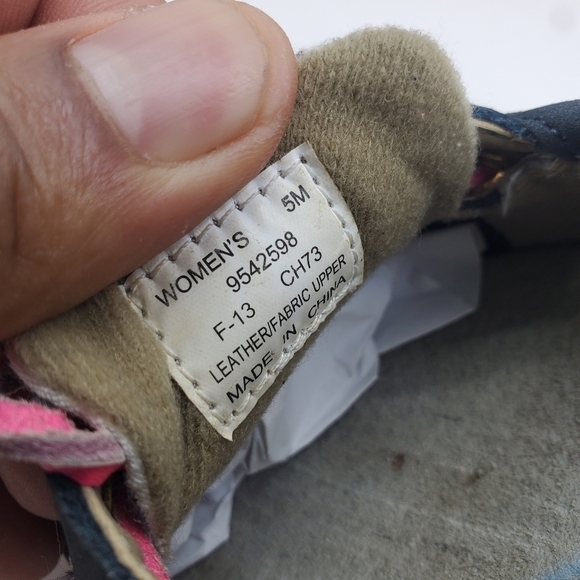 WOMEN'S 5M
9542598
F-13 CH73
LEATHER/FABRIC UPPER
MADE IN CHINA